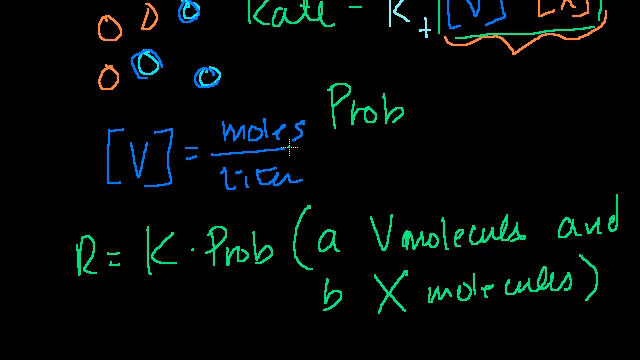 Rate = K+ [V] [X]
Prob
[V] = moles
liter
R = K · Prob (a V molecules and
b X molecules)